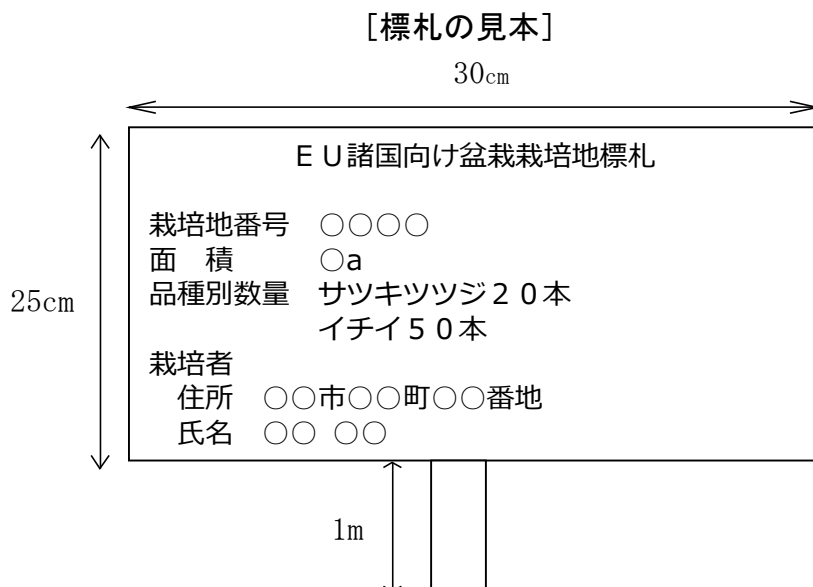 [標札の見本]
30cm
ＥＵ諸国向け盆栽栽培地標札
栽培地番号　○○○○
面　積　　　○a
25cm
品種別数量　サツキツツジ２０本
イチイ５０本
栽培者
住所　○○市○○町○○番地
氏名　○○ ○○
1m